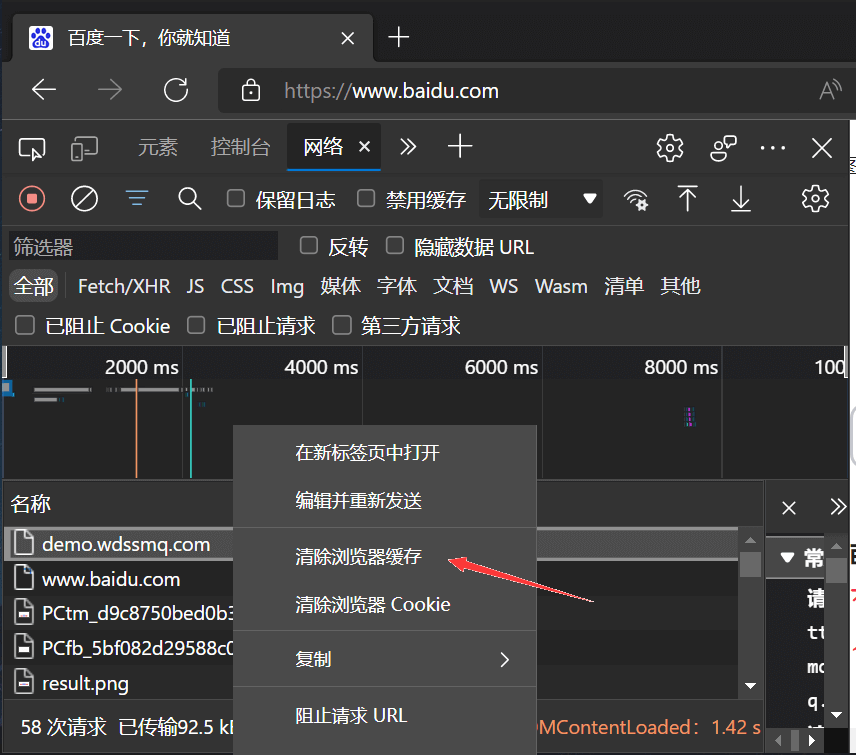 百度一下，你就知道
https://www.baidu.com
元素 控制台 网络
保留日志 禁用缓存 无限制
筛选器 反转 隐藏数据 URL
全部 Fetch/XHR JS CSS Img 媒体 字体 文档 WS Wasm 清单 其他
已阻止 Cookie 已阻止请求 第三方请求
2000 ms 4000 ms 6000 ms 8000 ms 100
在新标签页中打开
编辑并重新发送
清除浏览器缓存
清除浏览器 Cookie
复制
阻止请求 URL
名称
demo.wdssmq.com
www.baidu.com
PCtm_d9c8750bed0b3
PCfb_5bf082d29588c0
result.png
常
请
tt
mc
q.
58 次请求 已传输92.5 kE
MContentLoaded：1.42 s